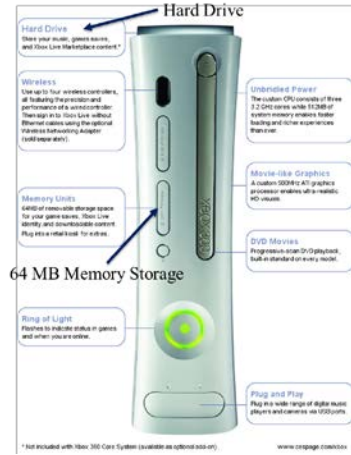 Hard Drive
Hard Drive
Store your music, games saves,
and Xbox Live Marketplace content.*
Wireless
Use up to four wireless controllers,
all featuring the precision and
performance of a wired controller.
Then sign in to Xbox Live without
Ethernet cables using the optional
Wireless Networking Adapter
(sold separately).
Memory Units
64MB of removable storage space
for your game saves, Xbox Live
identity, and downloadable content.
Plug into a retail kiosk for extras.
64 MB Memory Storage
Ring of Light
Flashes to indicate status in games
and when you are online.
Unbridled Power
The custom CPU consists of three
3.2 GHz cores while 512MB of
system memory enables faster
loading and richer experiences
than ever.
Movie-like Graphics
A custom 500MHz ATI graphics
processor enables ultra-realistic
HD visuals.
DVD Movies
Progressive-scan DVD playback,
built-in standard on every model.
Plug and Play
Plug in a wide range of digital music
players and cameras via USB ports.
XBOX360
* Not included with Xbox 360 Core System (available as optional add-on).